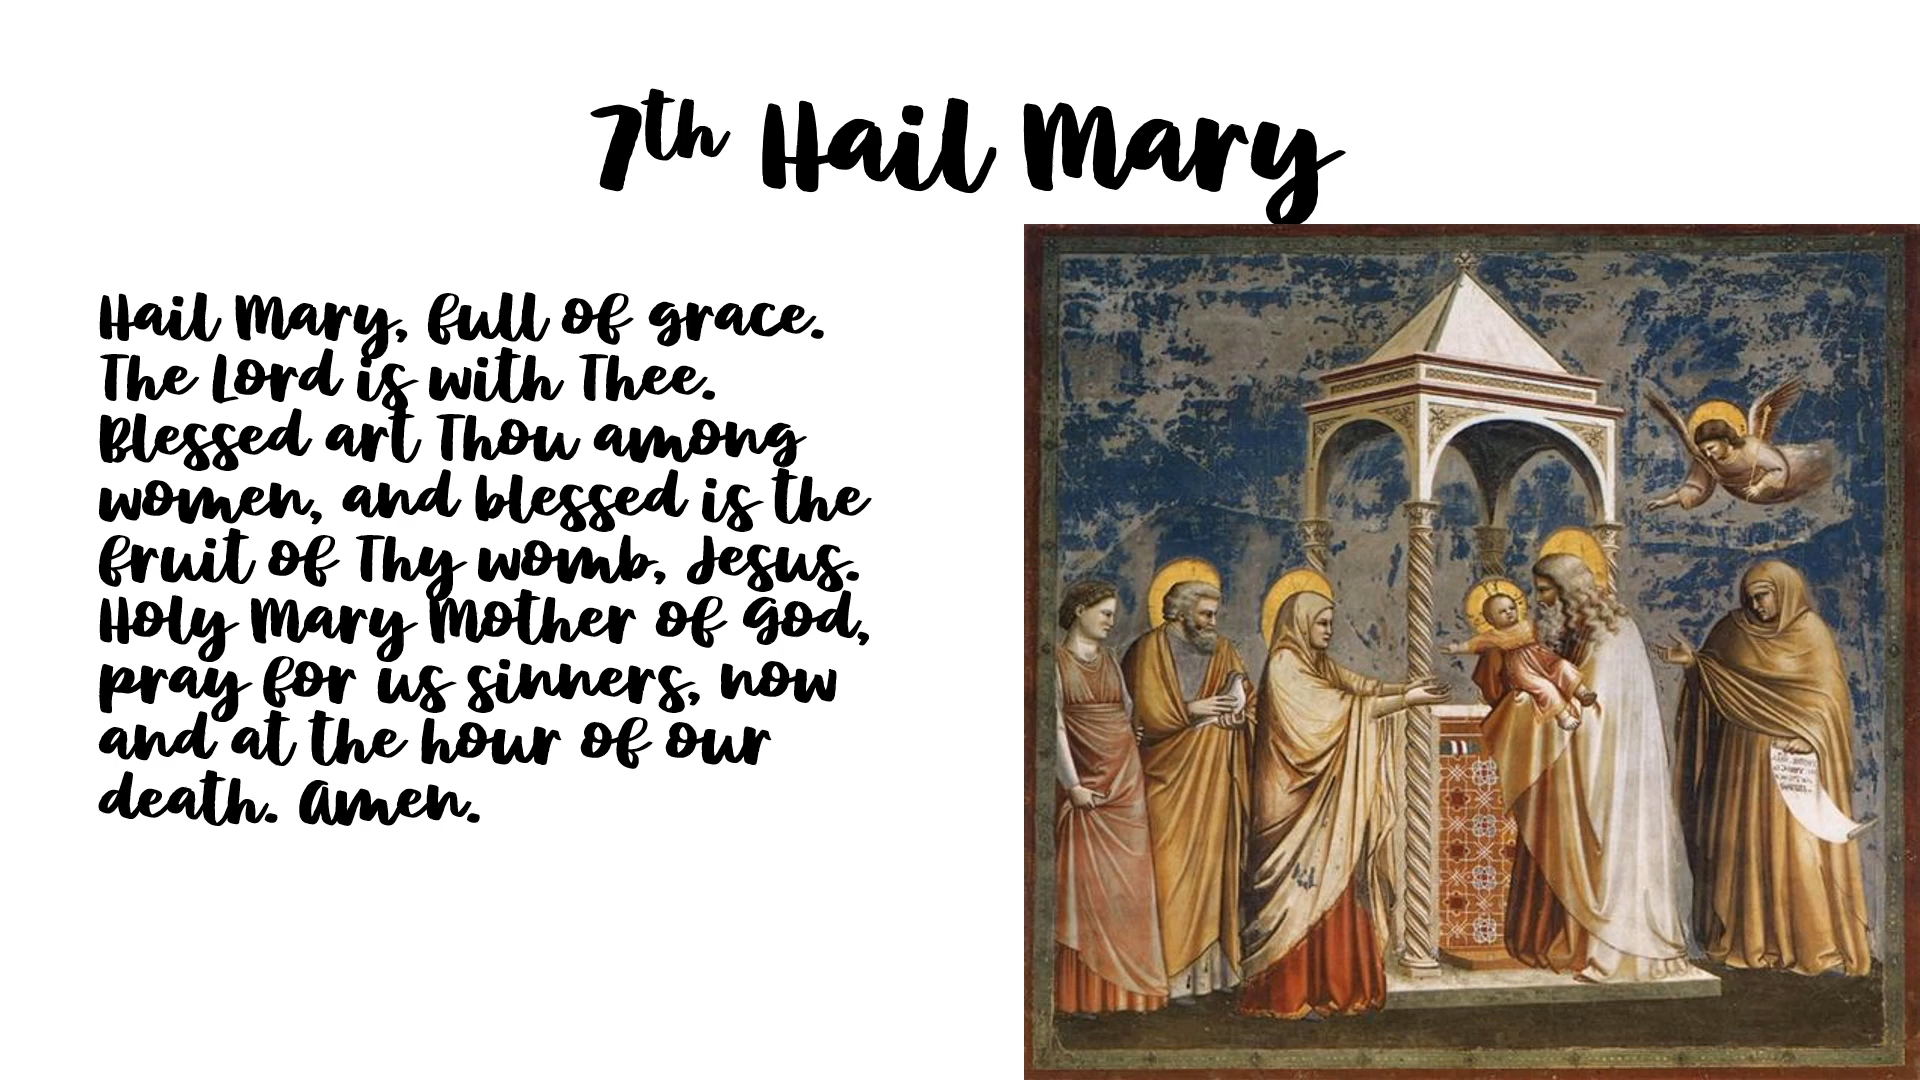 7th Hail Mary
Hail Mary, full of grace.
The Lord is with Thee.
Blessed art Thou among
women, and blessed is the
fruit of Thy womb, Jesus.
Holy Mary Mother of God,
pray for us sinners, now
and at the hour of our
death. Amen.